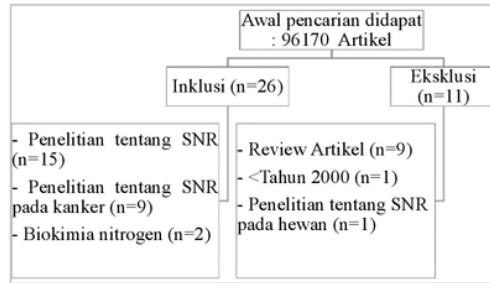 Awal pencarian didapat
: 96170 Artikel
Inklusi (n=26)
Eksklusi
(n=11)
- Penelitian tentang SNR
(n=15)
- Penelitian tentang SNR
pada kanker (n=9)
- Biokimia nitrogen (n=2)
- Review Artikel (n=9)
- <Tahun 2000 (n=1)
- Penelitian tentang SNR
pada hewan (n=1)